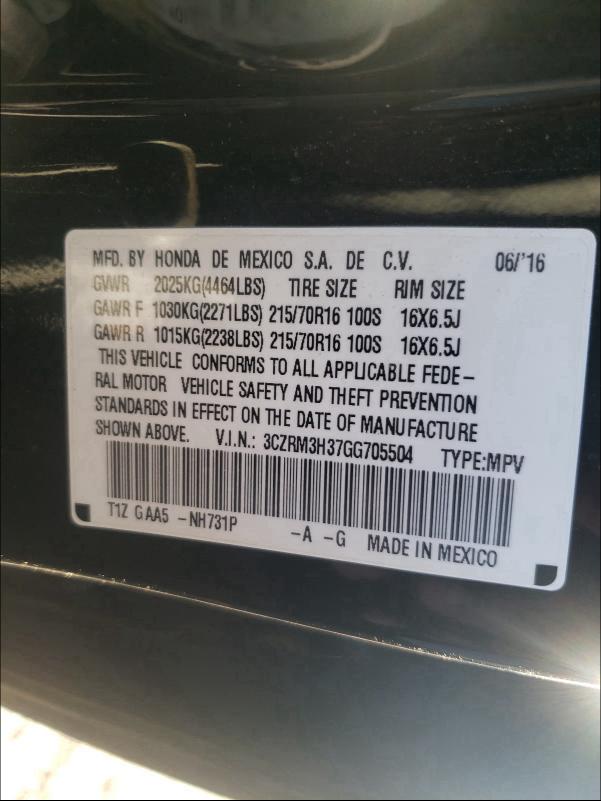 HON
MFD. BY HONDA DE MEXICO S.A. DE C.V. 06/'16
GVWR 2025KG(4464LBS) TIRE SIZE RIM SIZE
GAWR F 1030KG(2271LBS) 215/70R16 100S 16X6.5J
GAWR R 1015KG(2238LBS) 215/70R16 100S 16X6.5J
THIS VEHICLE CONFORMS TO ALL APPLICABLE FEDE-
RAL MOTOR VEHICLE SAFETY AND THEFT PREVENTION
STANDARDS IN EFFECT ON THE DATE OF MANUFACTURE
SHOWN ABOVE. V.I.N.: 3CZRM3H37GG705504 TYPE:MPV
T1Z GAA5 -NH731P -A -G MADE IN MEXICO